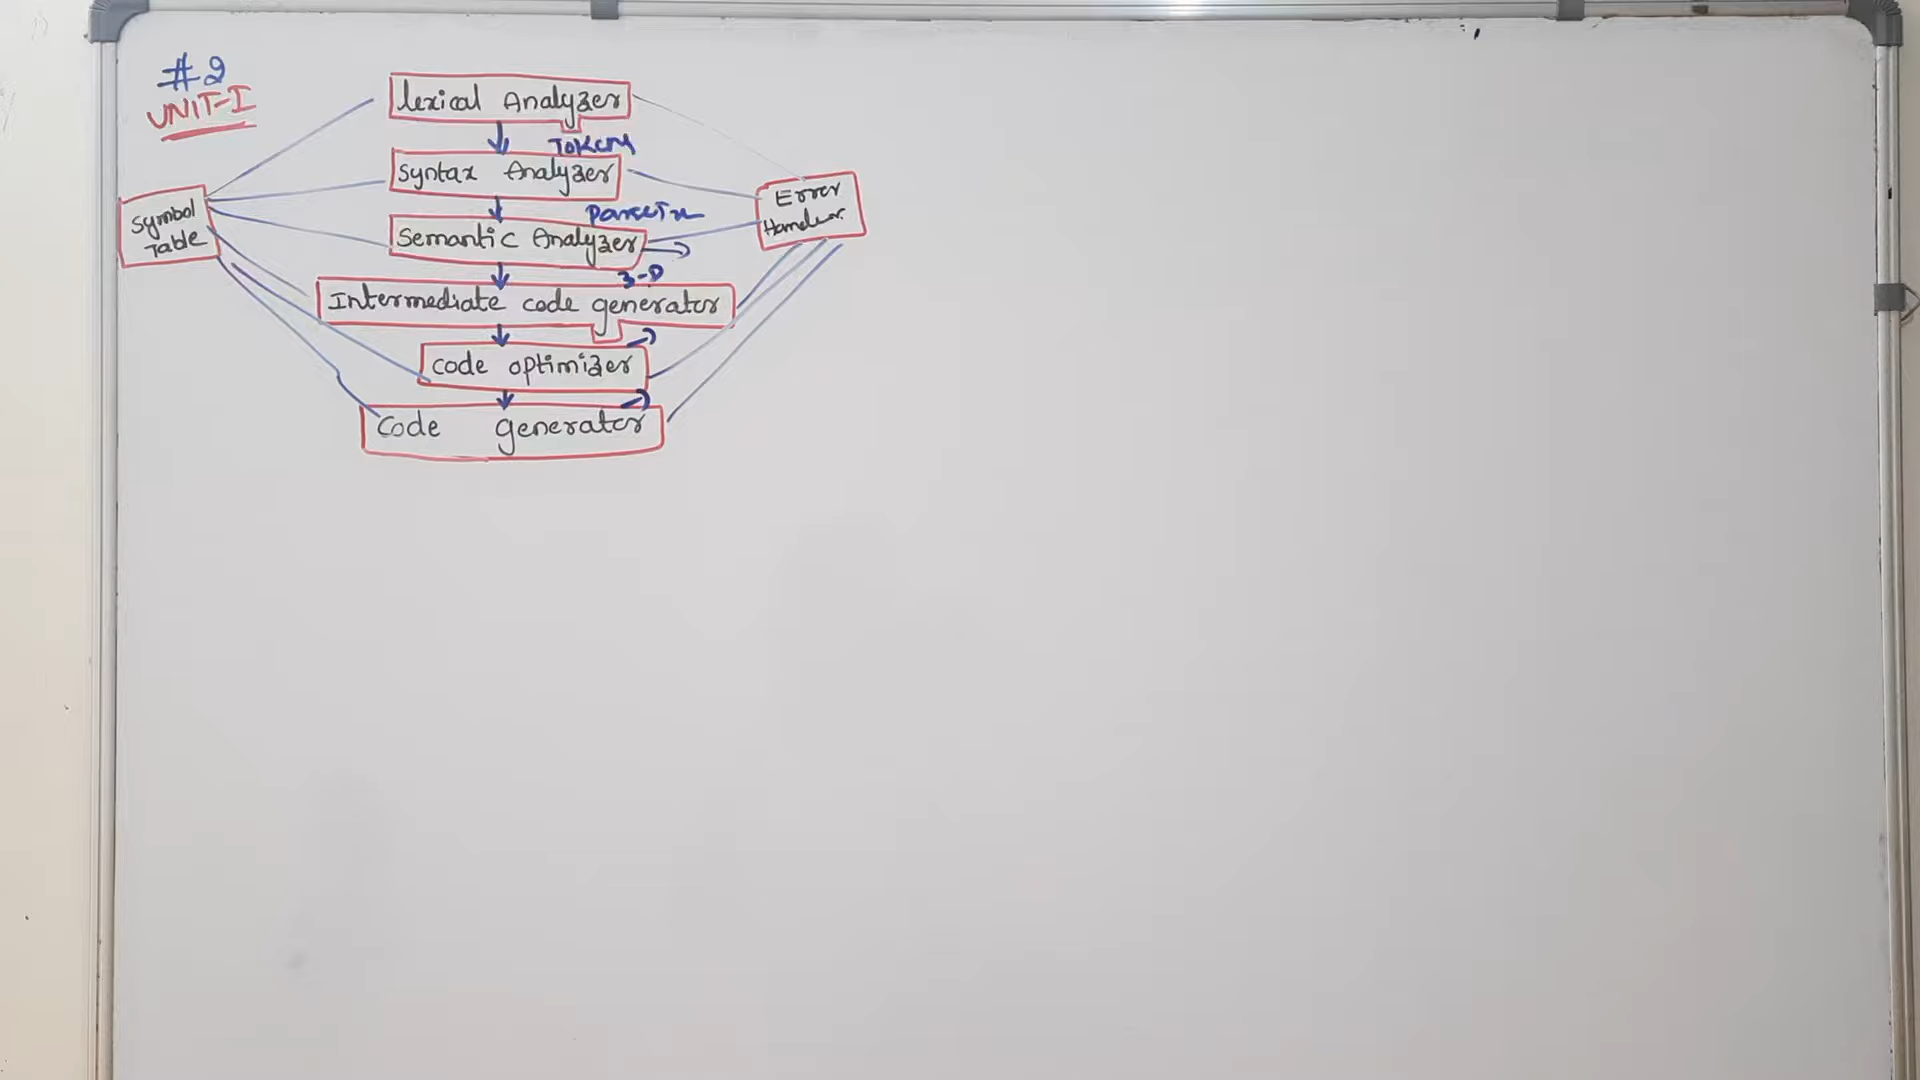 #2
UNIT-I
Lexical Analyzer
Token
Syntax Analyzer
Symbol
Table
Error
Handler
Semantic Analyzer
3-D
Intermediate code generator
code optimizer
Code generator